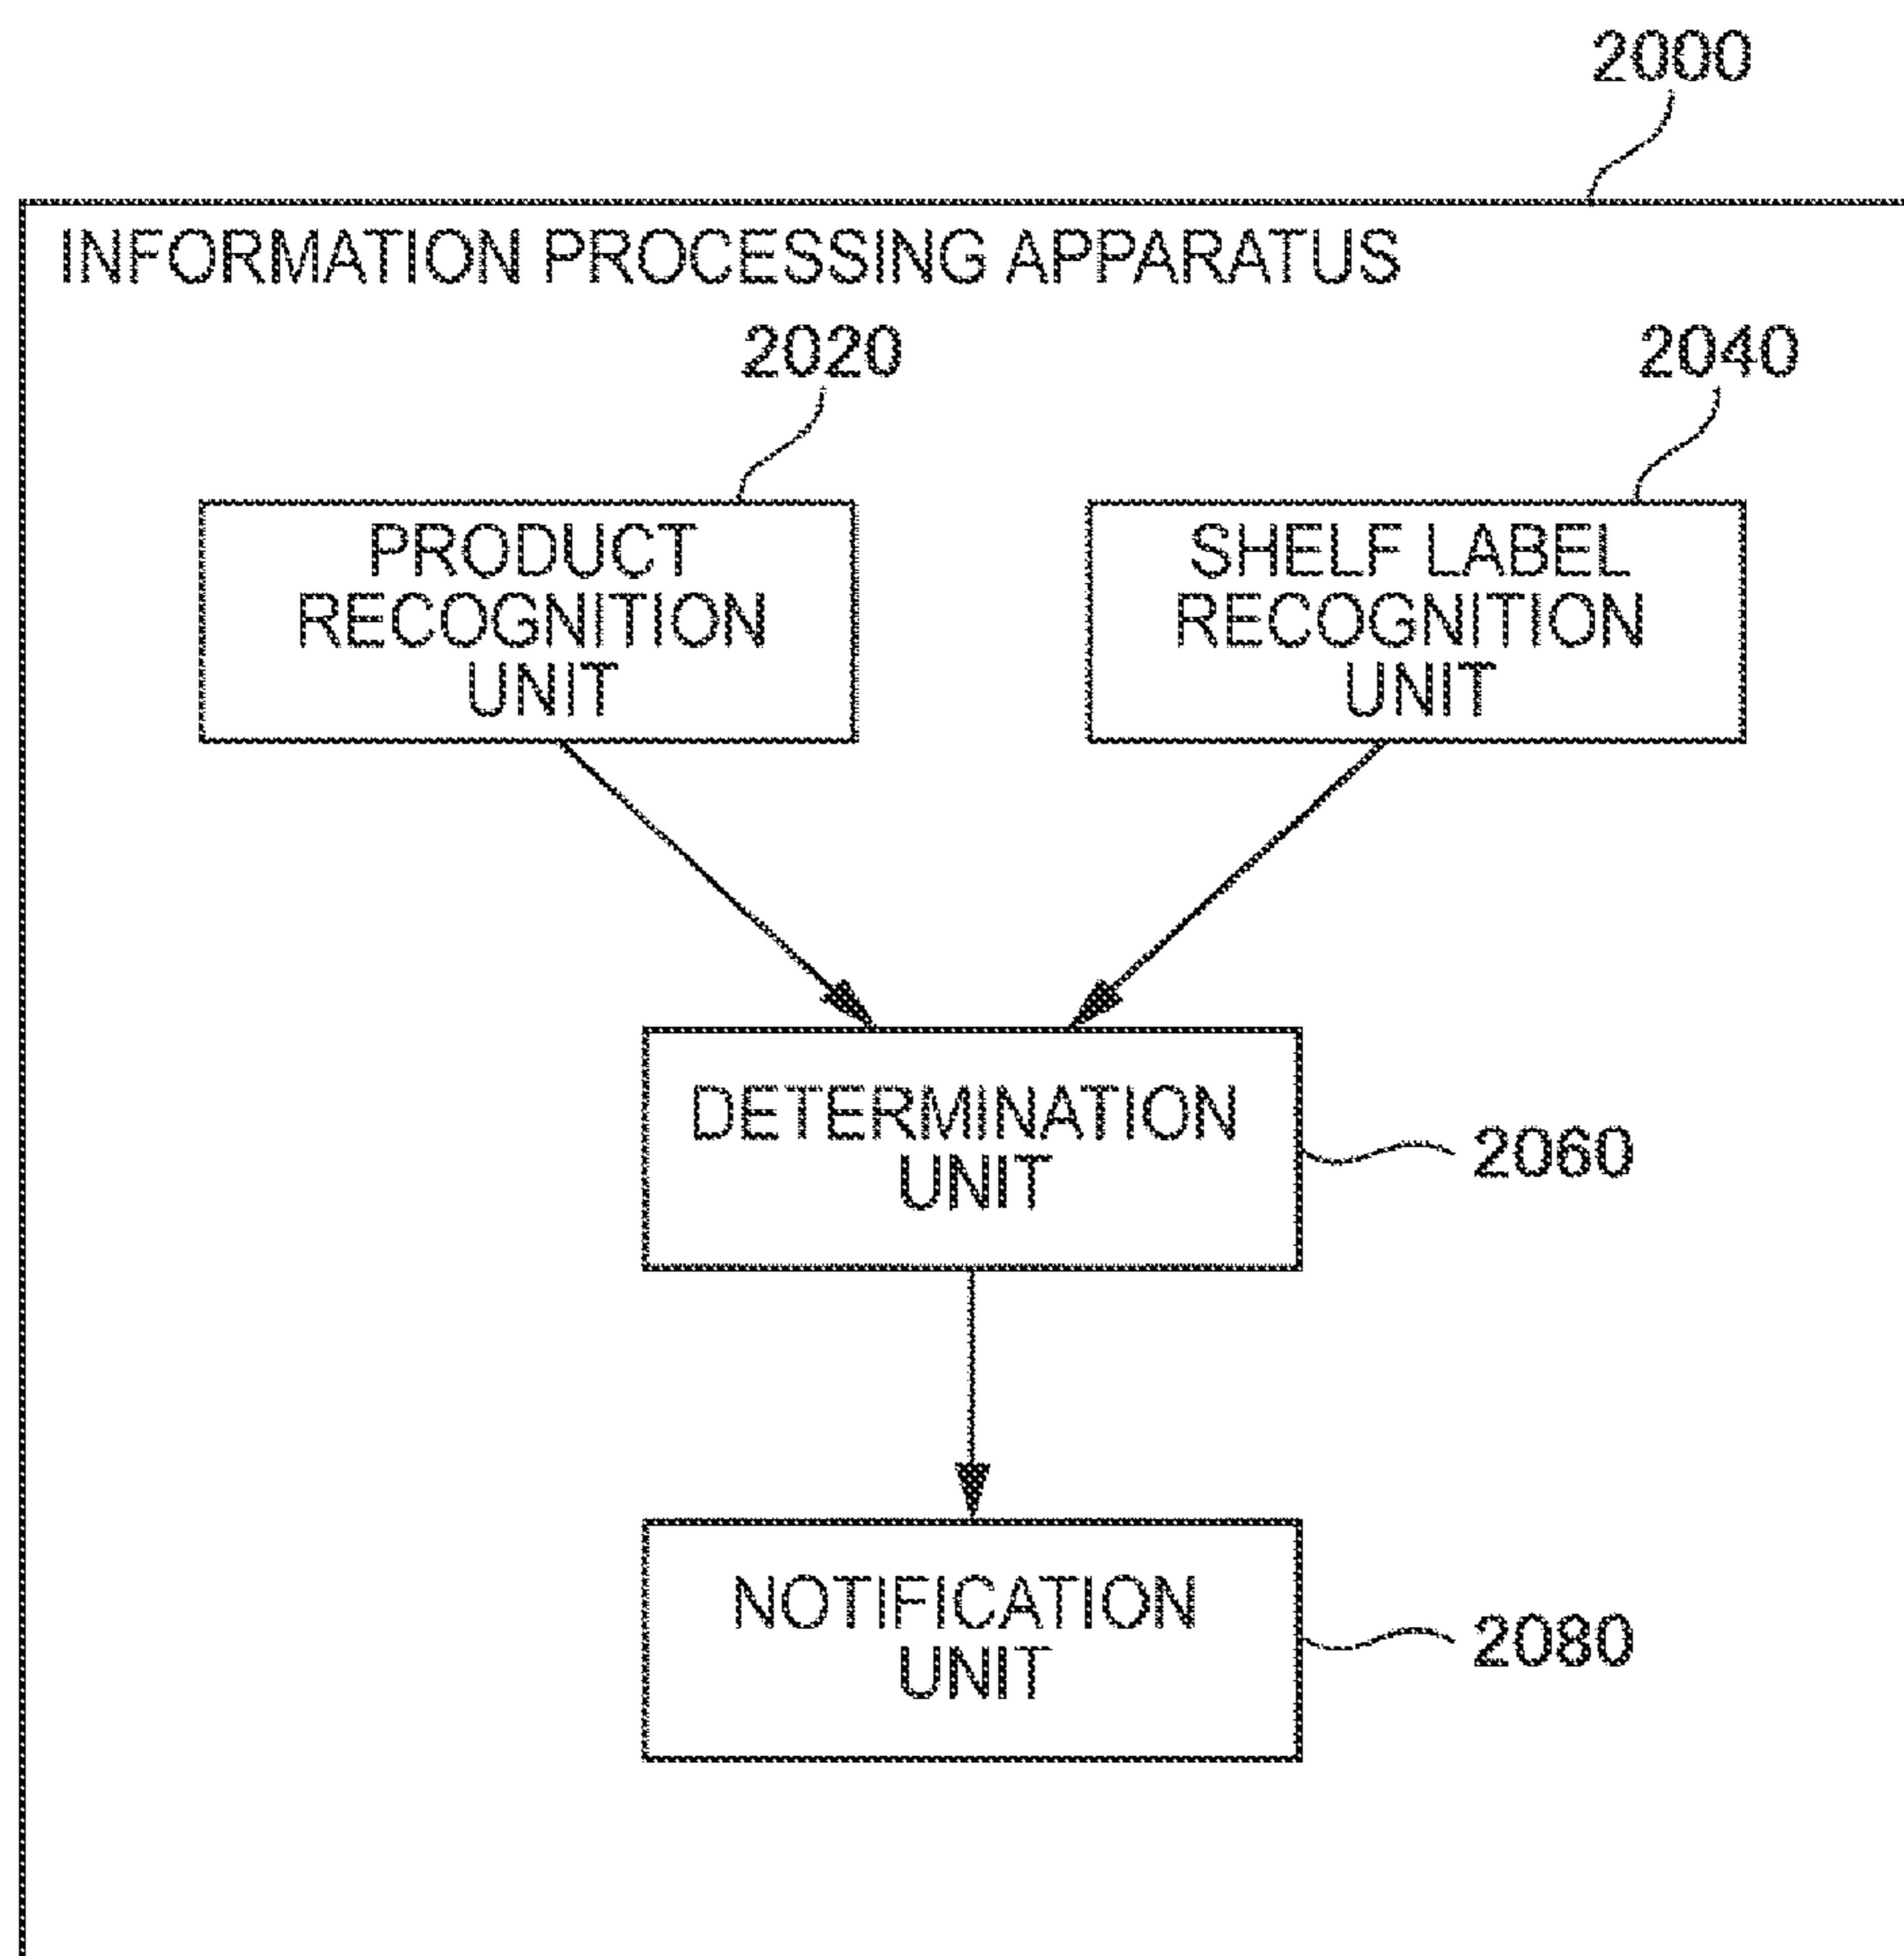 2000
INFORMATION PROCESSING APPARATUS
2020
2040
PRODUCT
RECOGNITION
UNIT
SHELF LABEL
RECOGNITION
UNIT
DETERMINATION
UNIT
2060
NOTIFICATION
UNIT
2080